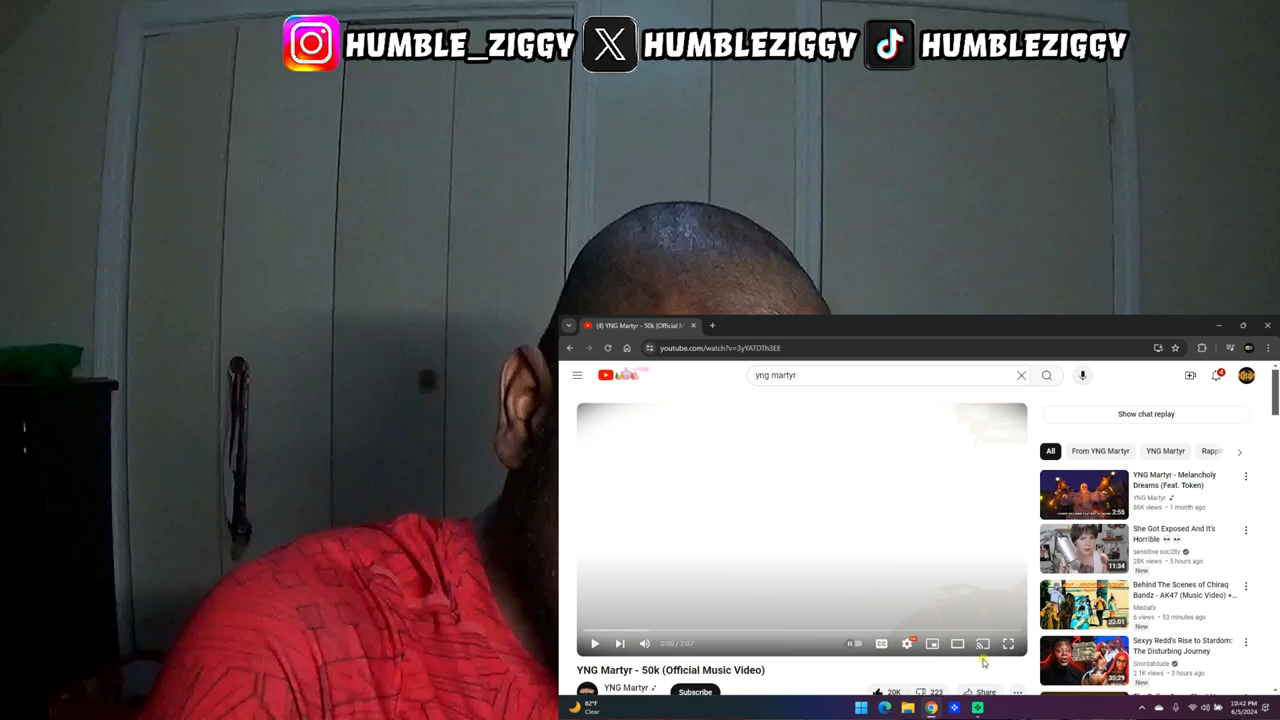 HUMBLE_ZIGGY
HUMBLEZIGGY
HUMBLEZIGGY
(4) YNG Martyr - 50k (Official M
youtube.com/watch?v=3yYATDTh3EE
yng martyr
4
Show chat replay
All
From YNG Martyr
YNG Martyr
YNG Martyr - Melancholy
Dreams (Feat. Token)
YNG Martyr
86K views • 1 month ago
2:55
She Got Exposed And It's
Horrible 👀 👀
sensitive soci3ty
28K views • 5 hours ago
11:34
New
Behind The Scenes of Chiraq
Bandz - AK47 (Music Video) +...
Mediafx
6 views • 53 minutes ago
22:01
New
Sexyy Redd's Rise to Stardom:
The Disturbing Journey
Sriordatdude
2.1K views • 3 hours ago
35:29
New
0:00 / 2:07
YNG Martyr - 50k (Official Music Video)
YNG Martyr
Subscribe
20K
223
Share
82°F
Clear
10:42 PM
6/5/2024